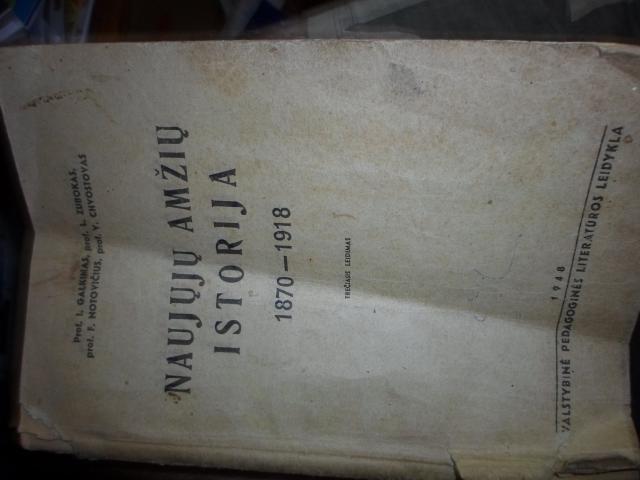 Prof. I. GALKINAS, prof. L. ZUBOKAS,
prof. F. NOTOVIČIUS, prof. V. CHVOSTOVAS
NAUJŲJŲ AMŽIŲ
ISTORIJA
1870—1918
TREČIASIS LEIDIMAS
1948
VALSTYBINĖ PEDAGOGINĖS LITERATŪROS LEIDYKLA